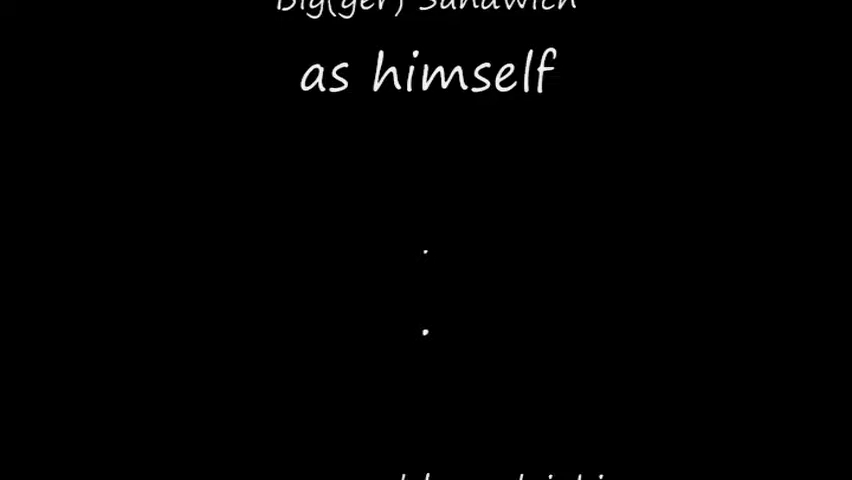 Big(ger) Sandwich
as himself
.
.